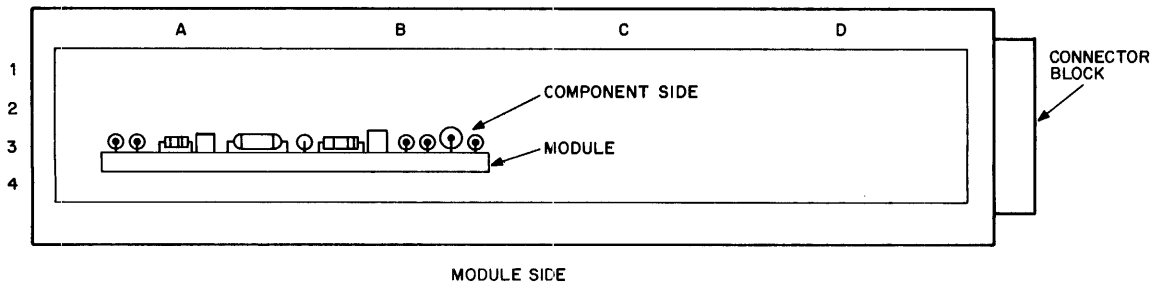 A B C D
1
2
3
4
COMPONENT SIDE
MODULE
CONNECTOR
BLOCK
MODULE SIDE